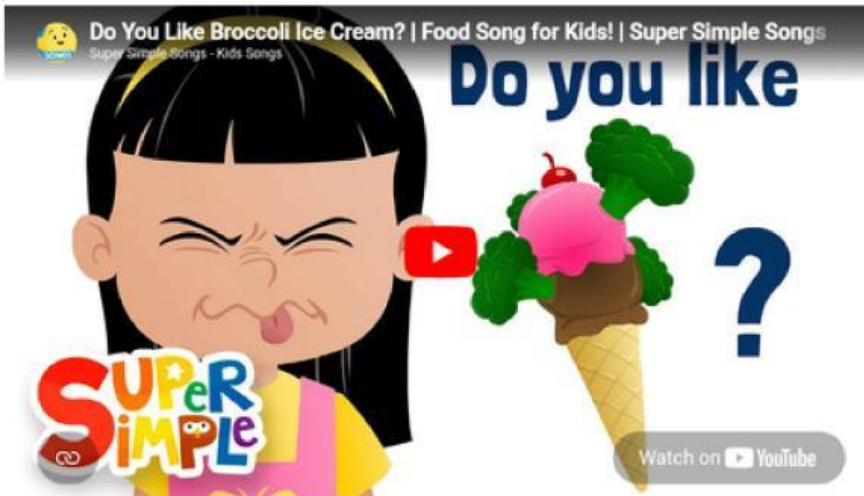 Do You Like Broccoli Ice Cream? | Food Song for Kids! | Super Simple Songs
Super Simple Songs - Kids Songs
SONGS
Do you like
?
SUPeR
SiMPLe
Watch on YouTube